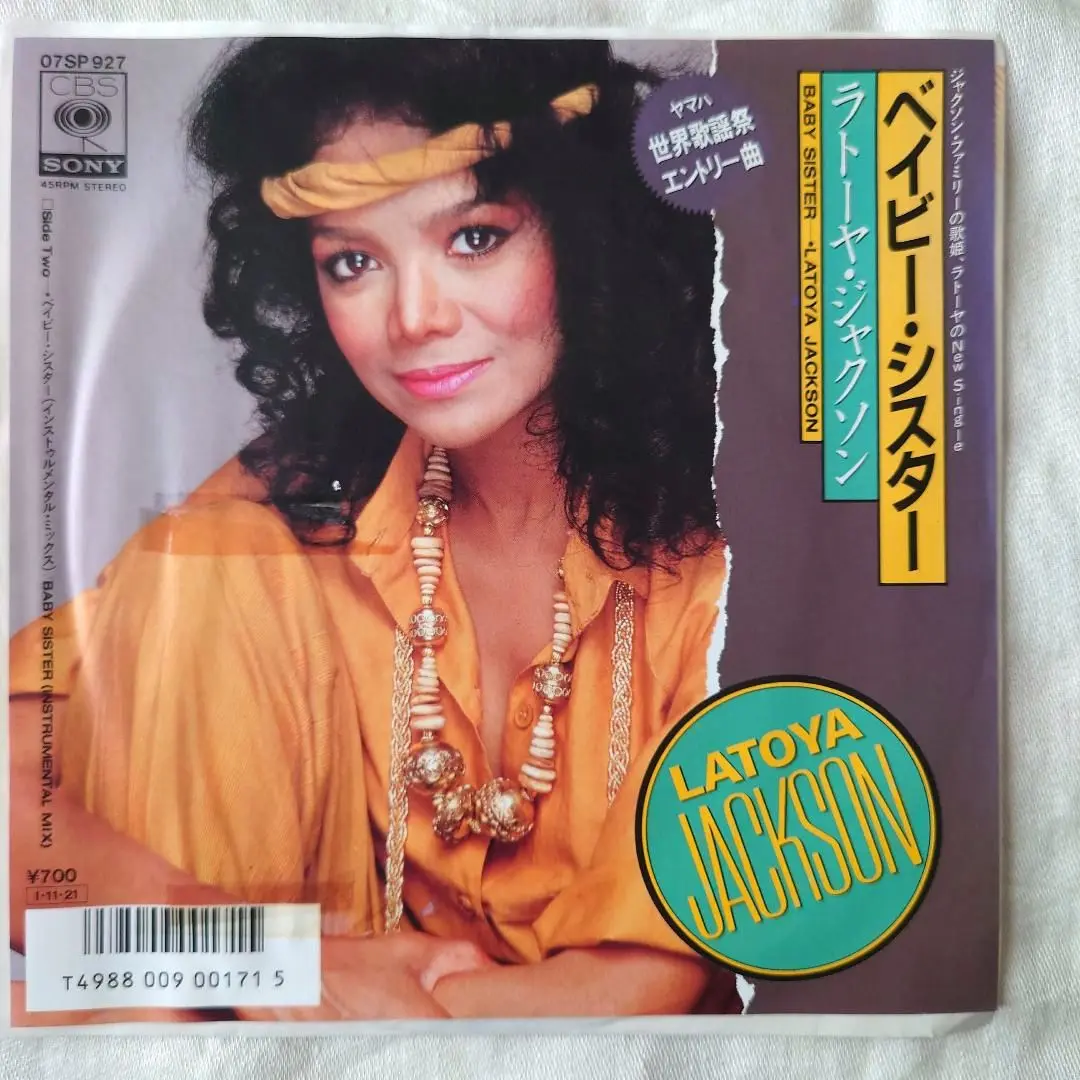 07SP 927
CBS
SONY
45RPM STEREO
□Side Two ・ベイビー・シスター(インストゥルメンタル・ミックス) BABY SISTER (INSTRUMENTAL MIX)
ヤマハ
世界歌謡祭
エントリー曲
ジャクソン・ファミリーの歌姫、ラトーヤのNew Single
ベイビー・シスター
ラトーヤ・ジャクソン
BABY SISTER—•LATOYA JACKSON
LATOYA
JACKSON
¥700
I-11-21
T4988 009 00171 5